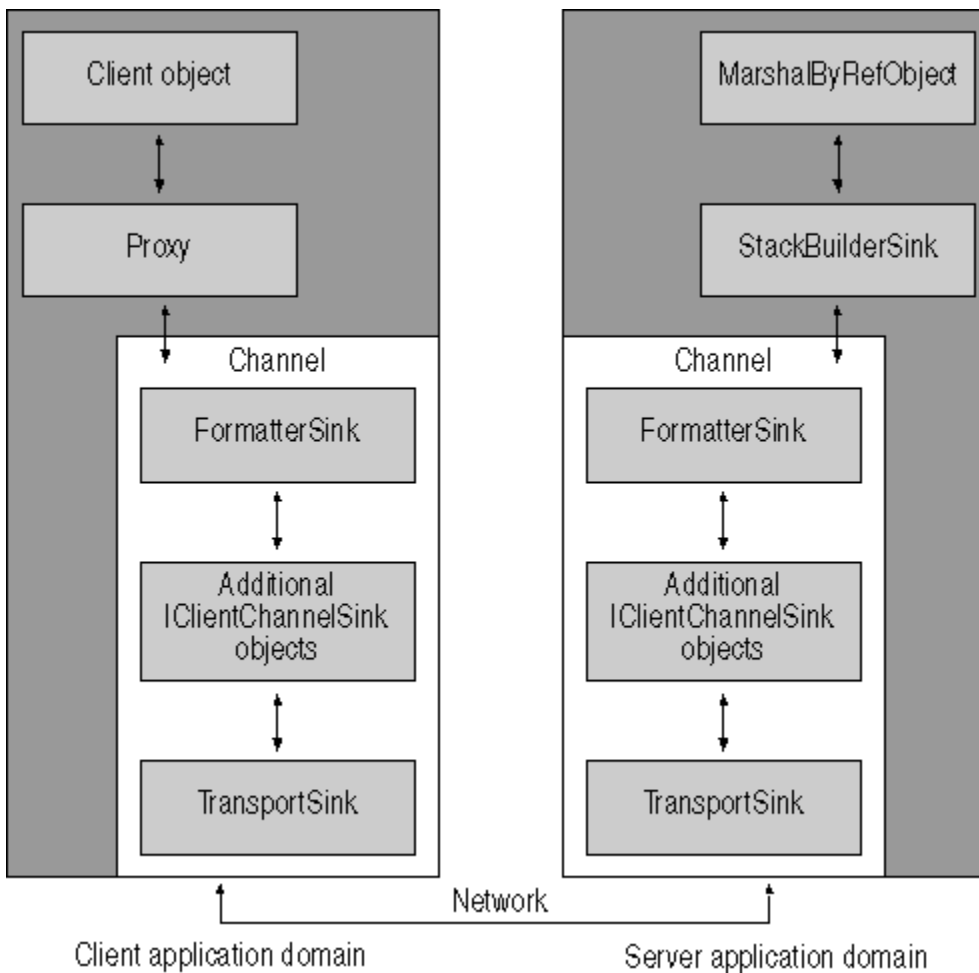 Client object
Proxy
Channel
FormatterSink
Additional
IClientChannelSink
objects
TransportSink
MarshalByRefObject
StackBuilderSink
Channel
FormatterSink
Additional
IClientChannelSink
objects
TransportSink
Network
Client application domain
Server application domain